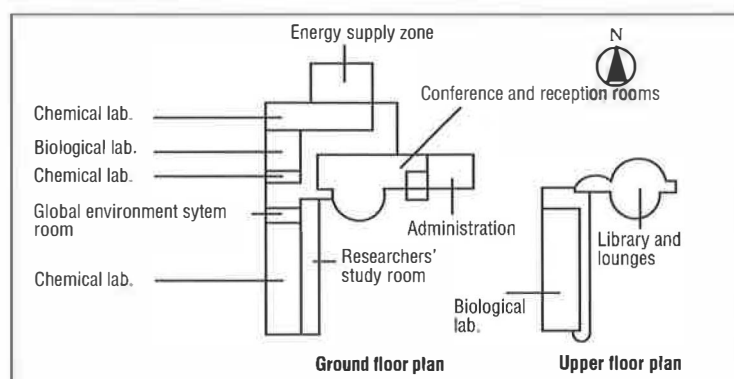 Energy supply zone
N
Conference and reception rooms
Chemical lab.
Biological lab.
Chemical lab.
Global environment sytem
room
Administration
Researchers'
study room
Chemical lab.
Library and
lounges
Biological
lab.
Ground floor plan
Upper floor plan